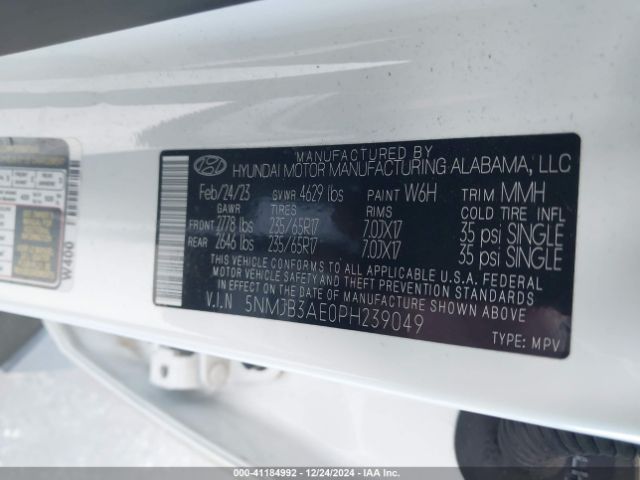 MANUFACTURED BY
HYUNDAI MOTOR MANUFACTURING ALABAMA, LLC
Feb/24/23 GVWR 4629 lbs PAINT W6H TRIM MMH
GAWR TIRES RIMS COLD TIRE INFL
FRONT 2778 lbs 235/65R17 7.0JX17 35 psi SINGLE
REAR 2646 lbs 235/65R17 7.0JX17 35 psi SINGLE
THIS VEHICLE CONFORMS TO ALL APPLICABLE U.S.A. FEDERAL
MOTOR VEHICLE SAFETY AND THEFT PREVENTION STANDARDS
IN EFFECT ON THE DATE OF MANUFACTURE SHOWN ABOVE
V.I.N 5NMJB3AE0PH239049
TYPE: MPV
W400
000-41184992 - 12/24/2024 - IAA Inc.